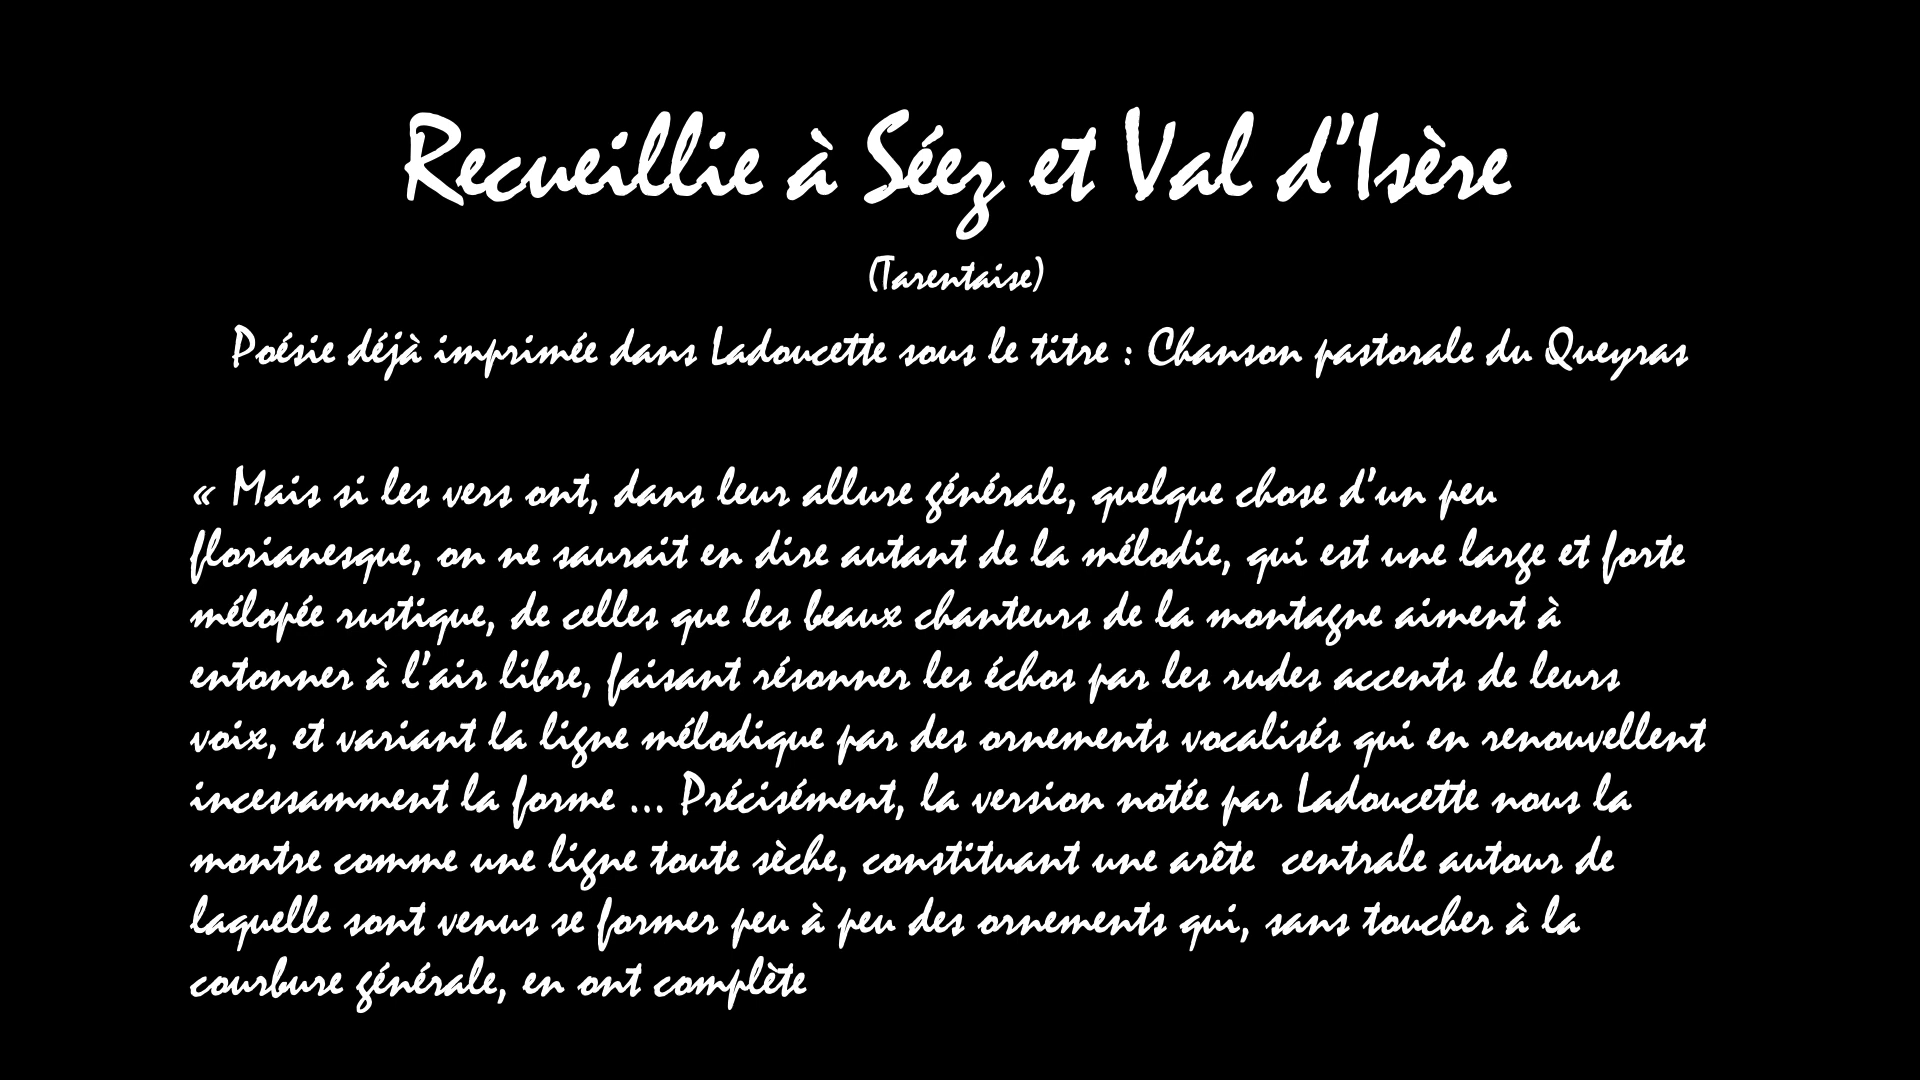 Recueillie à Séez et Val d'Isère
(Tarentaise)
Poésie déjà imprimée dans Ladoucette sous le titre : Chanson pastorale du Queyras
« Mais si les vers ont, dans leur allure générale, quelque chose d'un peu
florianesque, on ne saurait en dire autant de la mélodie, qui est une large et forte
mélopée rustique, de celles que les beaux chanteurs de la montagne aiment à
entonner à l'air libre, faisant résonner les échos par les rudes accents de leurs
voix, et variant la ligne mélodique par des ornements vocalisés qui en renouvellent
incessamment la forme ... Précisément, la version notée par Ladoucette nous la
montre comme une ligne toute sèche, constituant une arête  centrale autour de
laquelle sont venus se former peu à peu des ornements qui, sans toucher à la
courbure générale, en ont complète